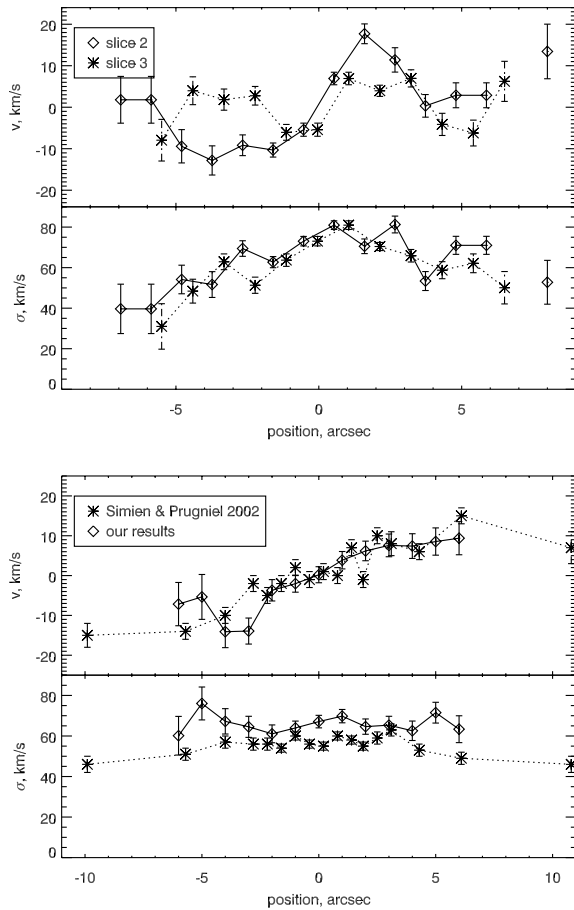 20
10
0
-10
-20
v, km/s
slice 2
slice 3
80
60
40
20
0
σ, km/s
-5 0 5
position, arcsec
20
10
0
-10
-20
v, km/s
Simien & Prugniel 2002
our results
80
60
40
20
0
σ, km/s
-10 -5 0 5 10
position, arcsec